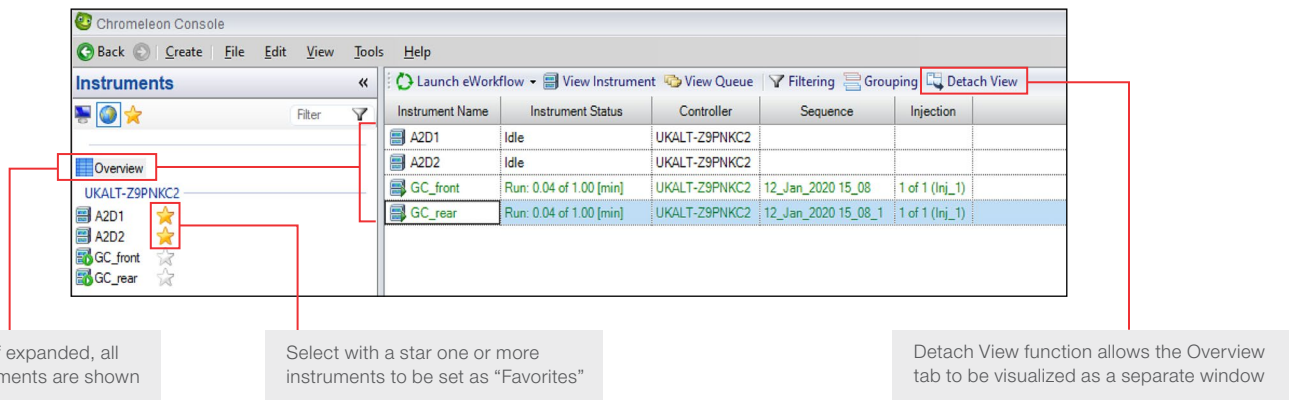 Chromeleon Console
Back Create File Edit View Tools Help
Instruments «
Launch eWorkflow View Instrument View Queue Filtering Grouping Detach View
Filter
Instrument Name Instrument Status Controller Sequence Injection
A2D1 Idle UKALT-Z9PNKC2
A2D2 Idle UKALT-Z9PNKC2
GC_front Run: 0.04 of 1.00 [min] UKALT-Z9PNKC2 12_Jan_2020 15_08 1 of 1 (Inj_1)
GC_rear Run: 0.04 of 1.00 [min] UKALT-Z9PNKC2 12_Jan_2020 15_08_1 1 of 1 (Inj_1)
Overview
UKALT-Z9PNKC2
A2D1
A2D2
GC_front
GC_rear
expanded, all
are shown
Select with a star one or more
instruments to be set as “Favorites”
Detach View function allows the Overview
tab to be visualized as a separate window